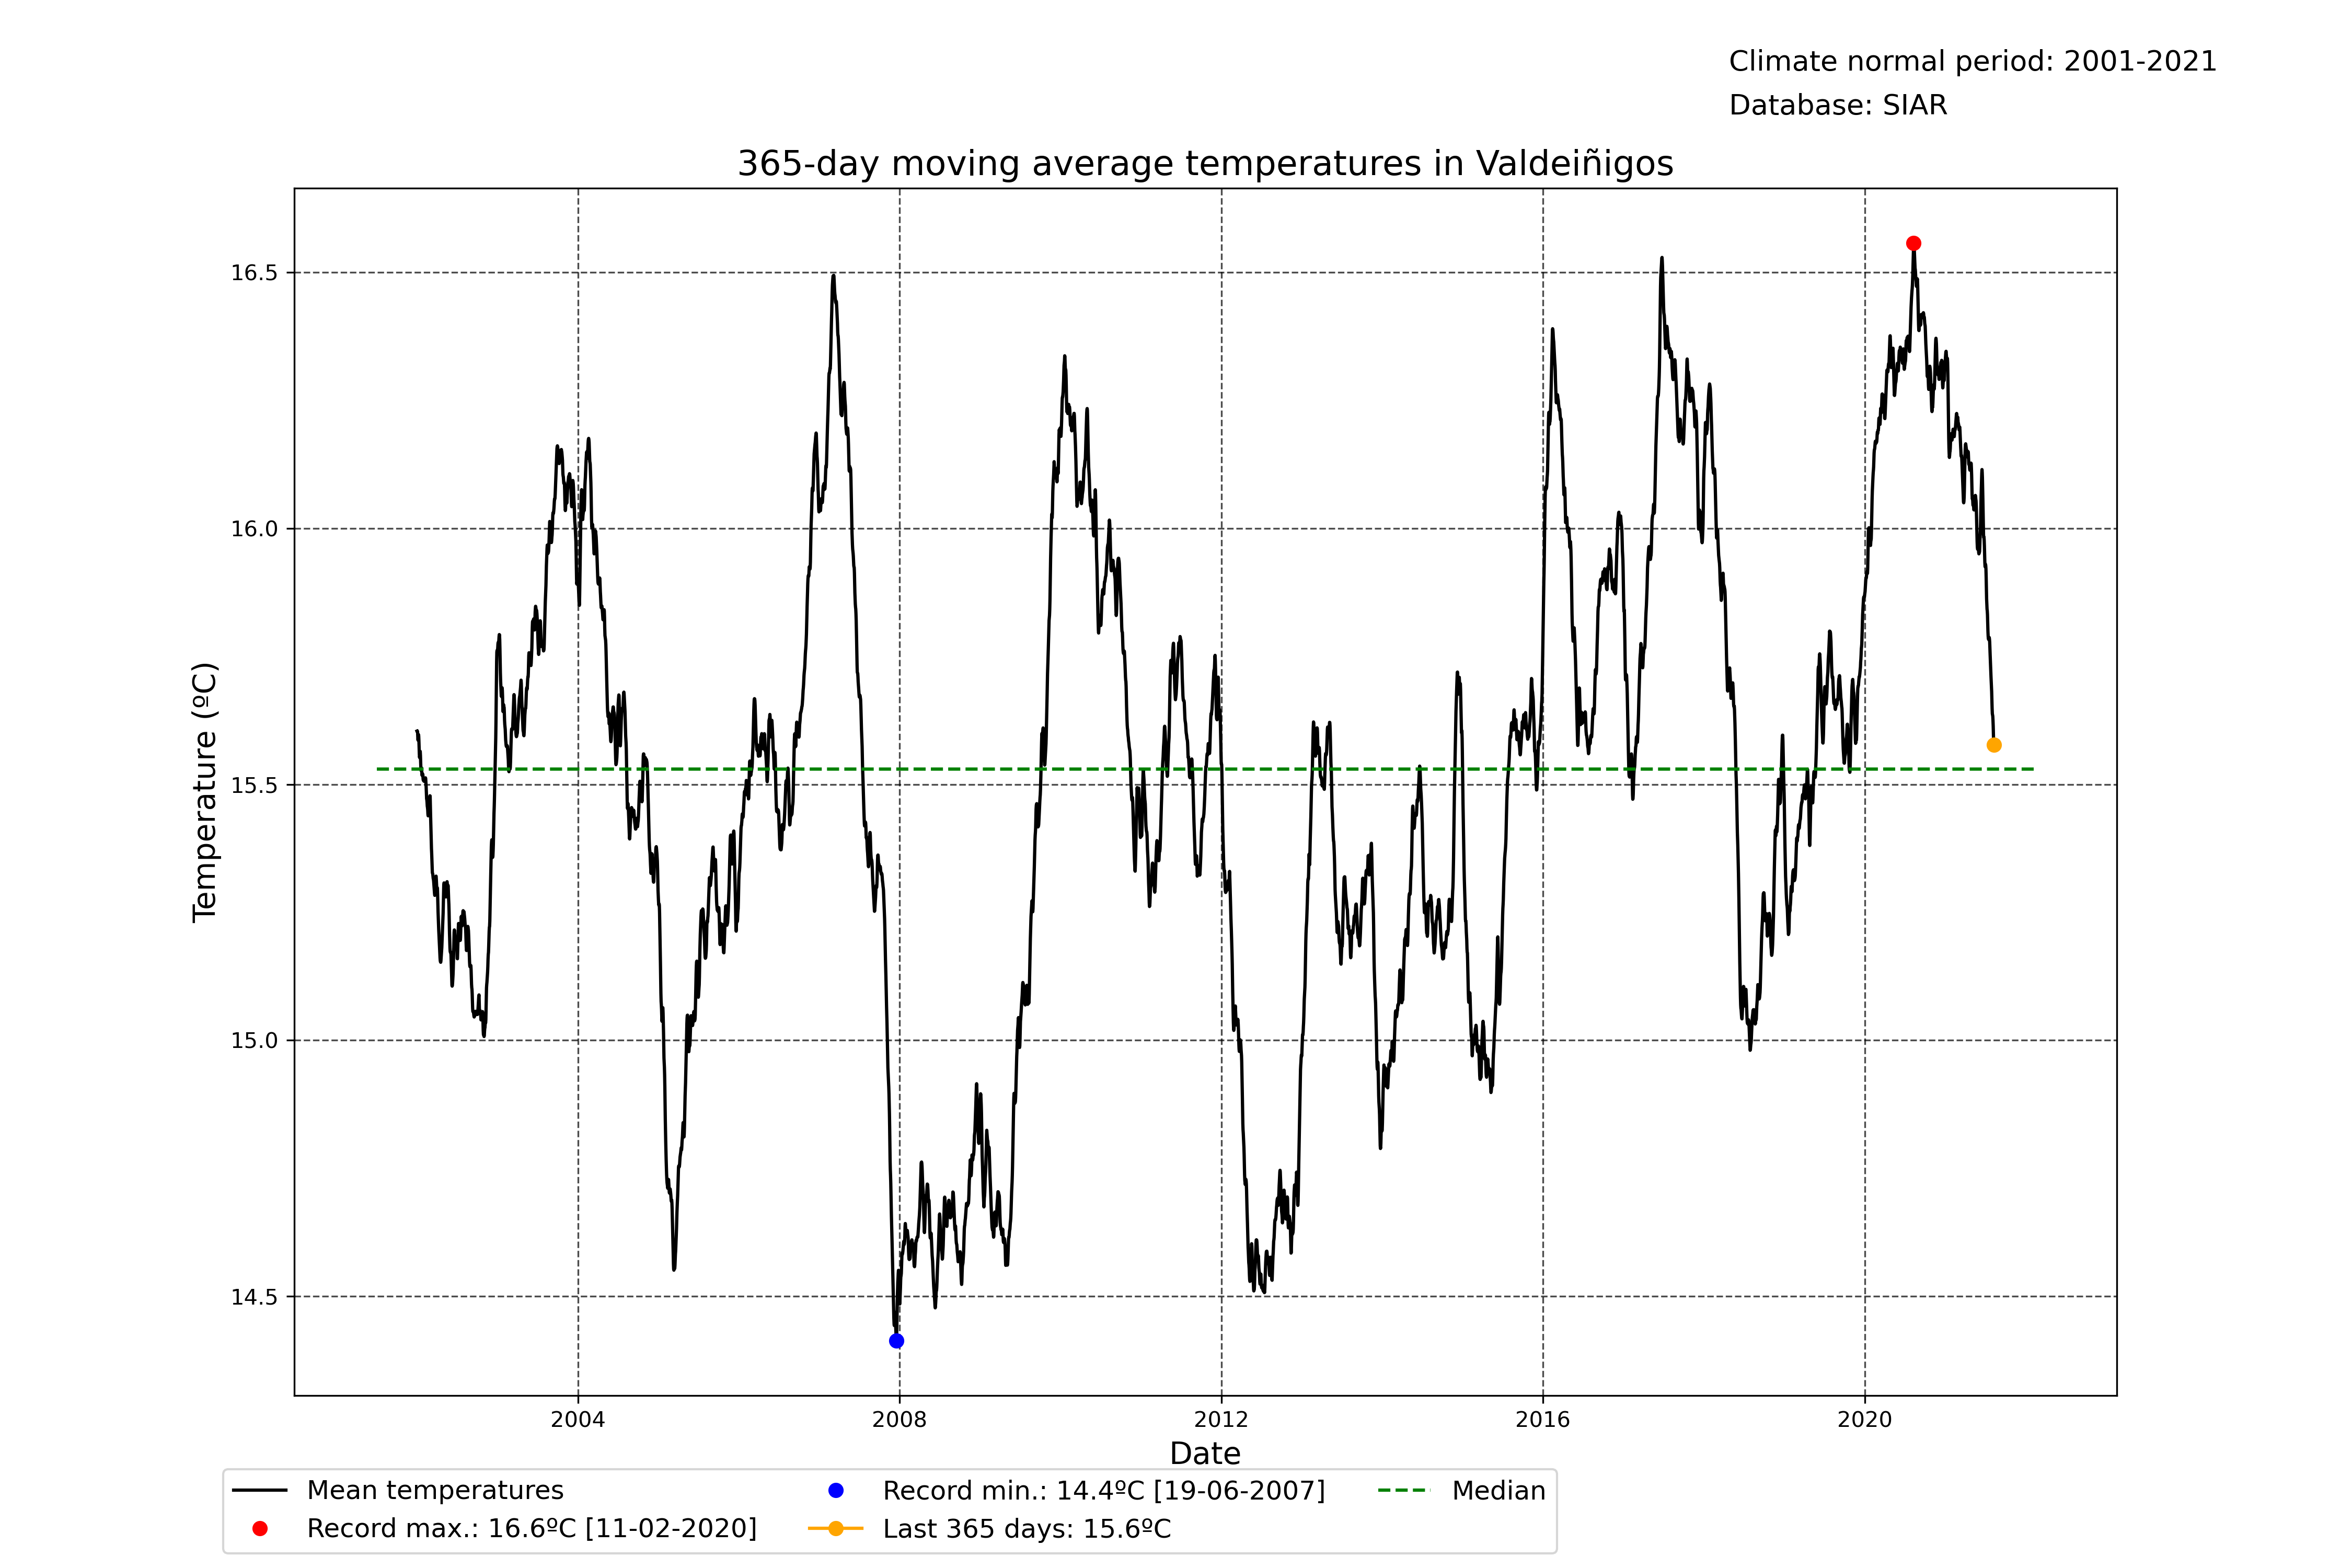 Climate normal period: 2001-2021
Database: SIAR
365-day moving average temperatures in Valdeiñigos
16.5
16.0
15.5
15.0
14.5
Temperature (ºC)
2004 2008 2012 2016 2020
Date
Mean temperatures
Record max.: 16.6ºC [11-02-2020]
Record min.: 14.4ºC [19-06-2007]
Last 365 days: 15.6ºC
Median